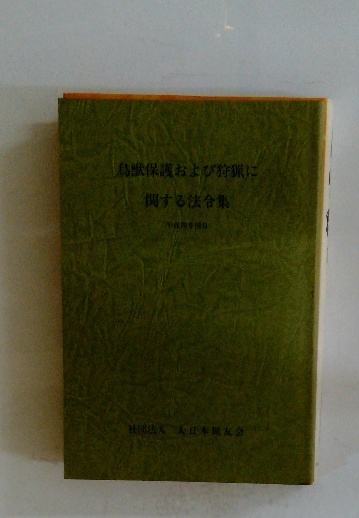 鳥獣保護および狩猟に
関する法令集
社団法人 大日本猟友会